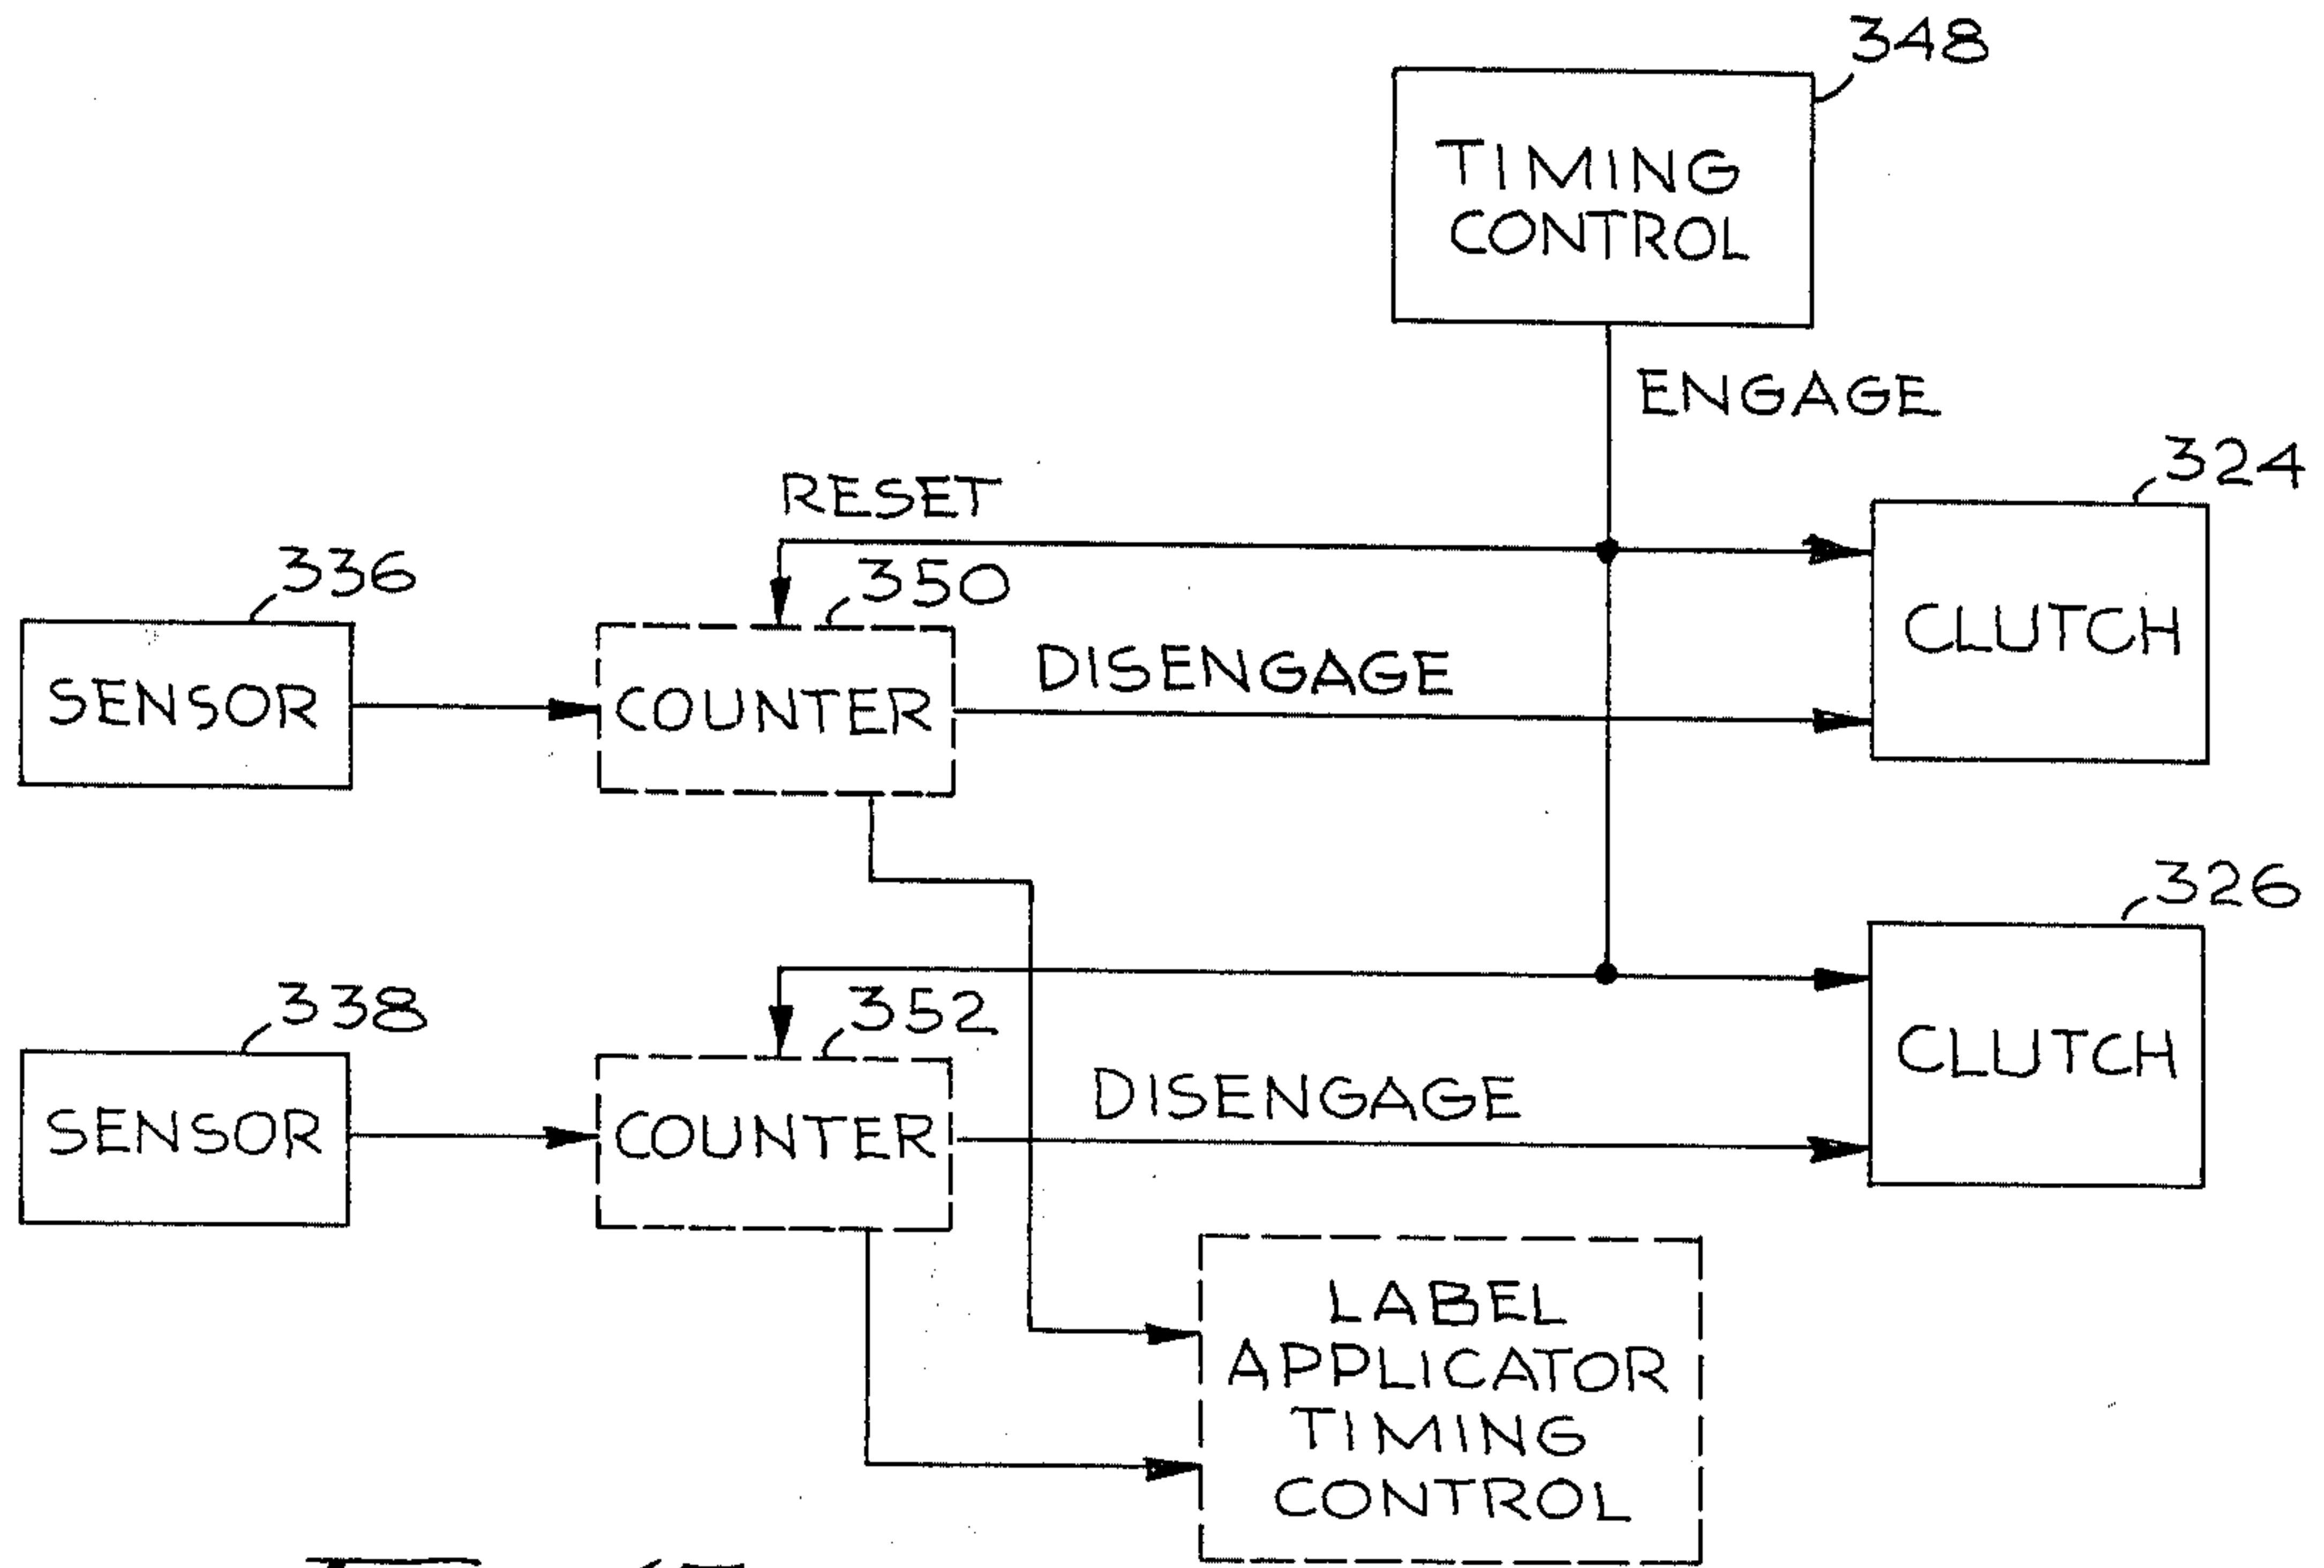 348
TIMING
CONTROL
ENGAGE
324
RESET
336
350
CLUTCH
DISENGAGE
SENSOR
COUNTER
326
338
352
CLUTCH
DISENGAGE
SENSOR
COUNTER
LABEL
APPLICATOR
TIMING
CONTROL